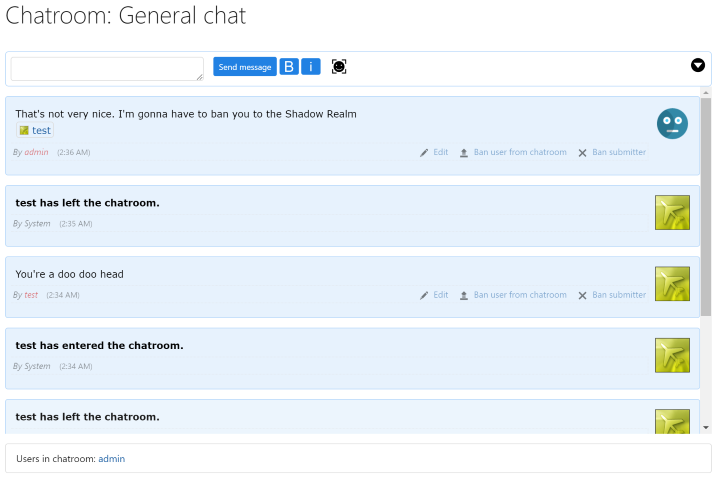 Chatroom: General chat
Send message B i
That's not very nice. I'm gonna have to ban you to the Shadow Realm
test
By admin (2:36 AM) Edit Ban user from chatroom Ban submitter
test has left the chatroom.
By System (2:35 AM)
You're a doo doo head
By test (2:34 AM) Edit Ban user from chatroom Ban submitter
test has entered the chatroom.
By System (2:34 AM)
test has left the chatroom.
Users in chatroom: admin